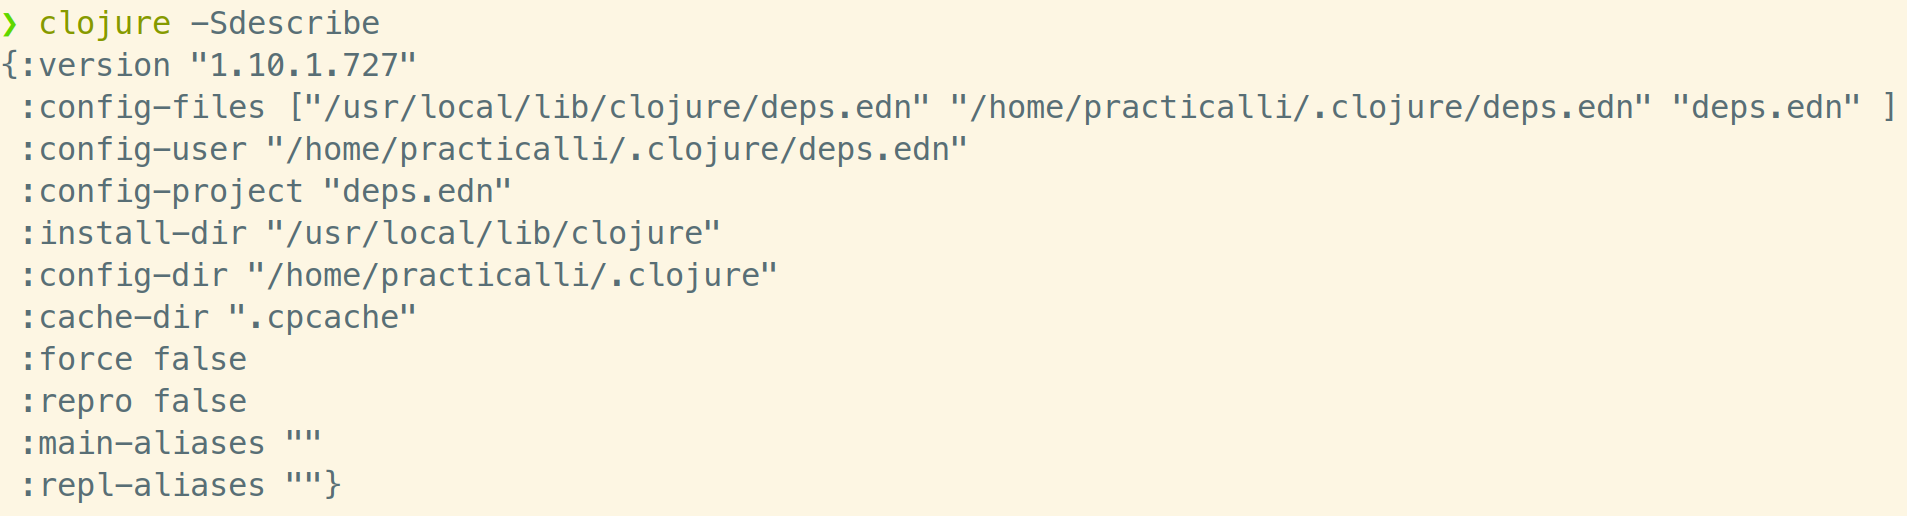 ❯ clojure -Sdescribe
{:version "1.10.1.727"
 :config-files ["/usr/local/lib/clojure/deps.edn" "/home/practicalli/.clojure/deps.edn" "deps.edn" ]
 :config-user "/home/practicalli/.clojure/deps.edn"
 :config-project "deps.edn"
 :install-dir "/usr/local/lib/clojure"
 :config-dir "/home/practicalli/.clojure"
 :cache-dir ".cpcache"
 :force false
 :repro false
 :main-aliases ""
 :repl-aliases ""}